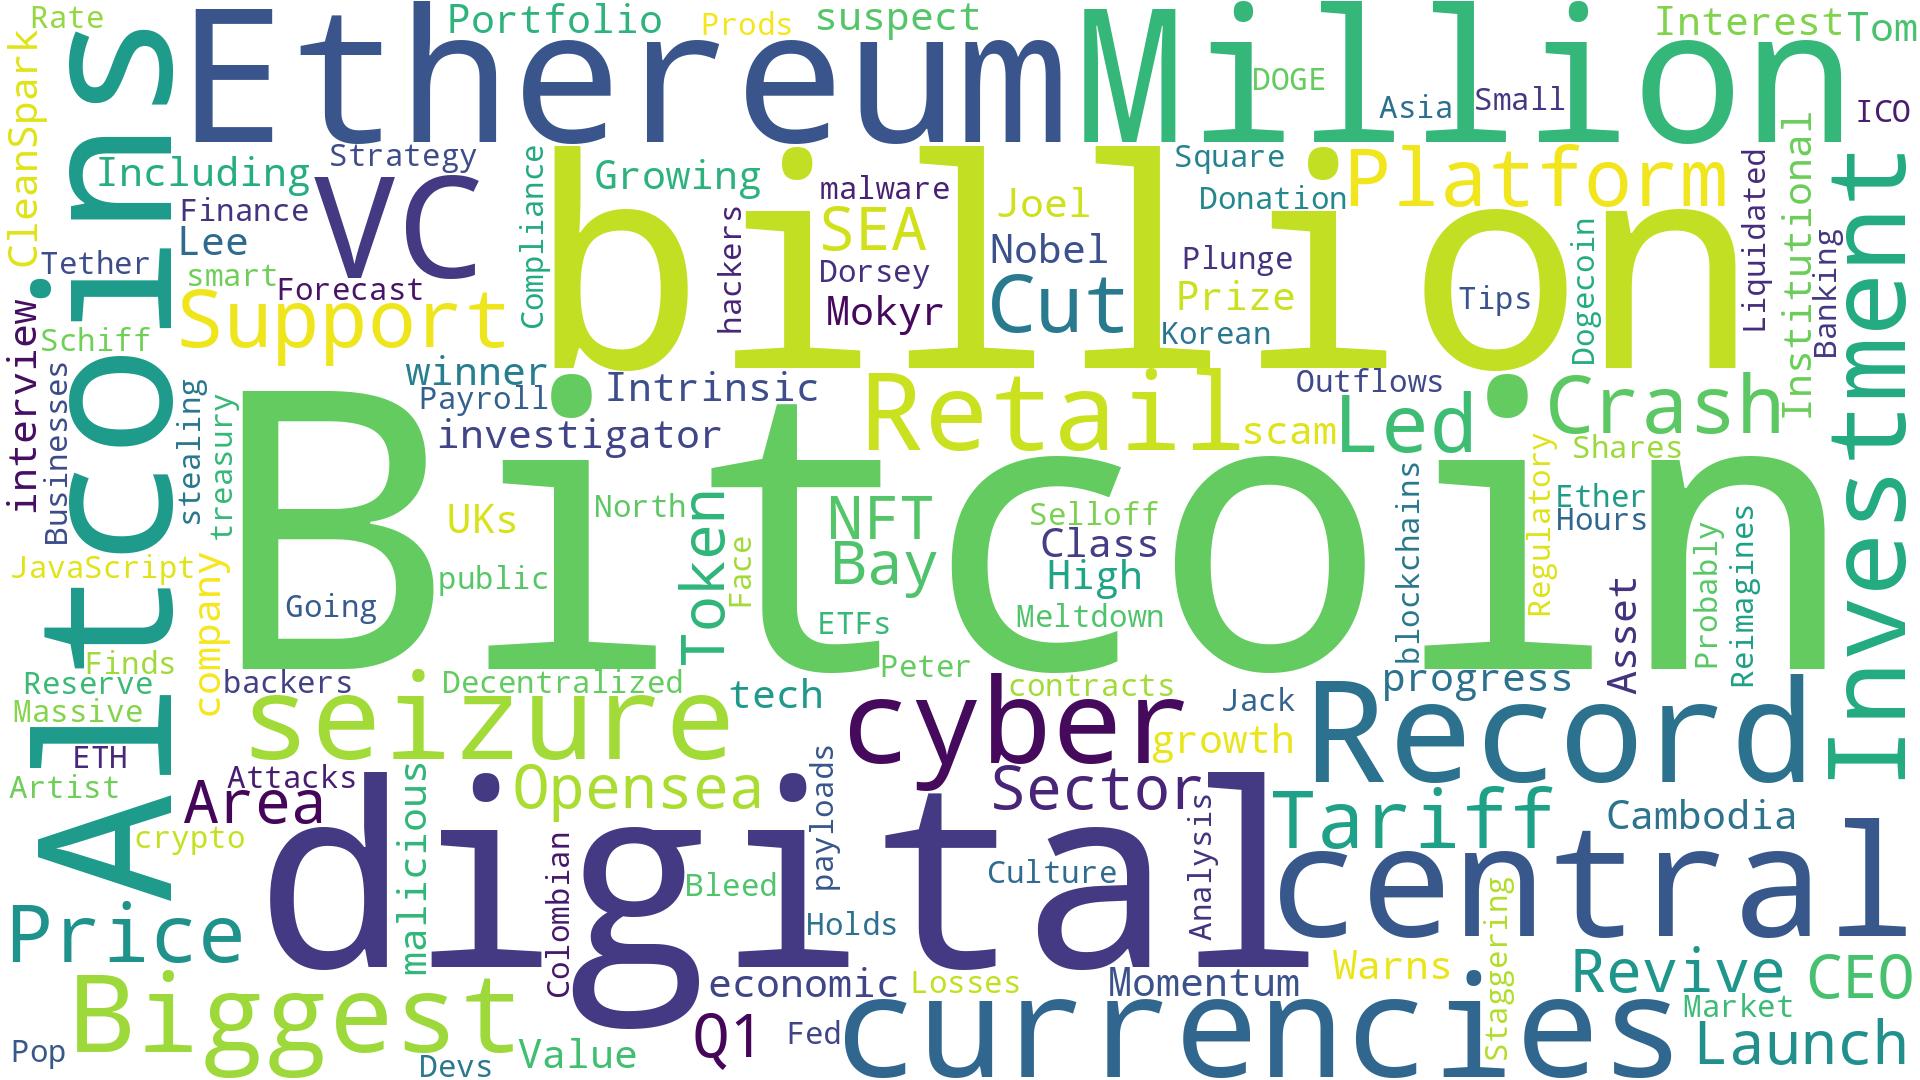 Rate
Portfolio
Prods
suspect
Interest
Tom
Ethereum
Million
DOGE
Asia
Small
ICO
CleanSpark
Altcoins
Including
Strategy
VC
Growing
Compliance
billion
malware
Square
Donation
Platform
Liquidated
Institutional
Investment
Finance
Lee
Tether
smart
Forecast
Support
hackers
SEA
Dorsey
Mokyr
Joel
Nobel
Cut
Plunge
Prize
Korean
Tips
Dogecoin
Banking
interview
Schiff
Businesses
stealing
treasury
winner
Payroll
Intrinsic
investigator
Retail
scam
Outflows
Led
Crash
Shares
Bitcoin
UKs
North
Token
Face
NFT
Bay
Selloff
Class
High
Meltdown
ETFs
blockchains
Regulatory
Ether
Hours
Asset
Probably
Reimagines
JavaScript
company
Going
public
Finds
Reserve
Massive
backers
Decentralized
Peter
contracts
progress
seizure
tech
cyber
Jack
growth
Record
ETH
Artist
Attacks
Area
malicious
Opensea
payloads
Sector
Analysis
Tariff
Cambodia
crypto
digital
Colombian
Bleed
Culture
central
Holds
Staggering
Price
Biggest
economic
Losses
Momentum
Warns
Revive
CEO
Market
Pop
Devs
Value
Q1
Fed
currencies
Launch